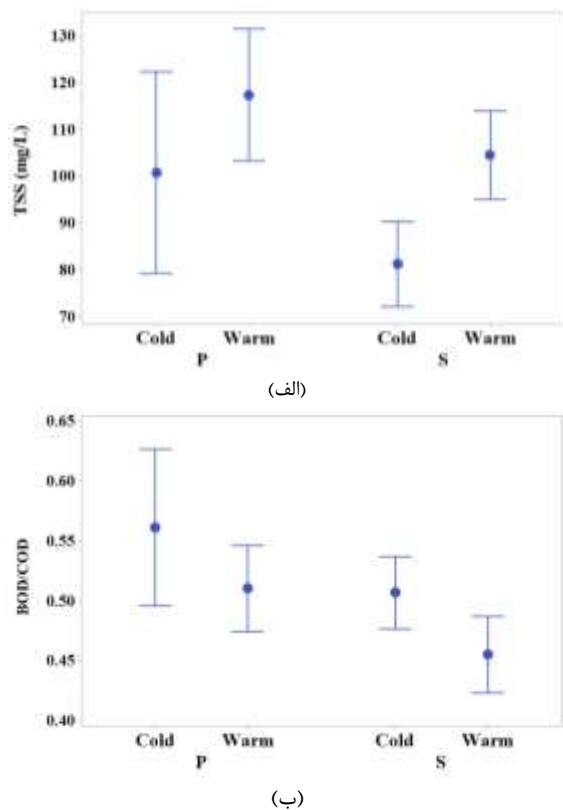 130
120
110
100
90
80
70
TSS (mg/L)
Cold Warm Cold Warm
P S
(الف)
0.65
0.60
0.55
0.50
0.45
0.40
BOD/COD
Cold Warm Cold Warm
P S
(ب)